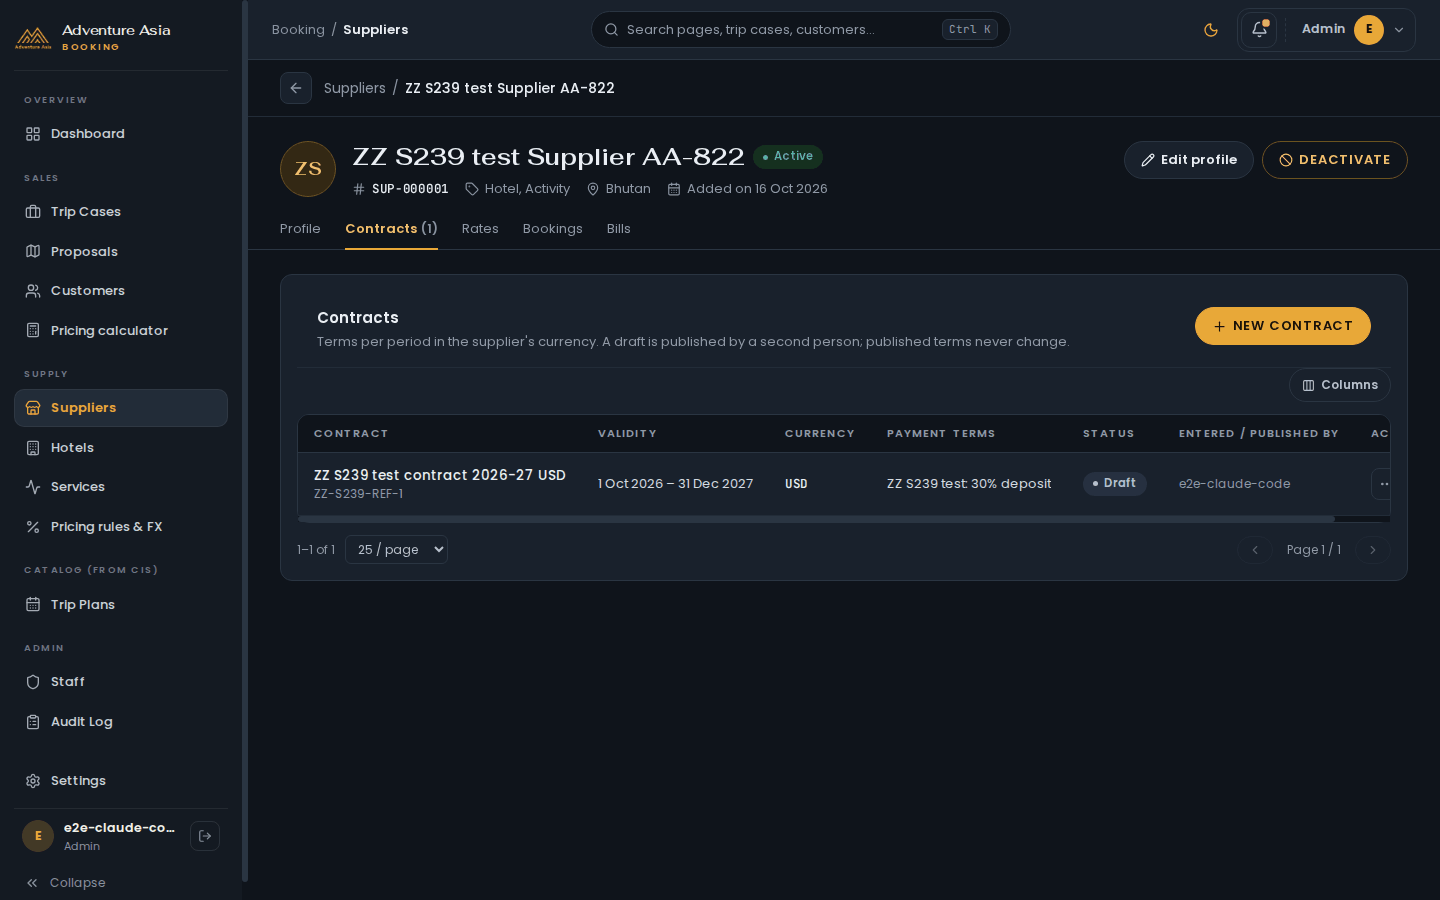 Adventure Asia
BOOKING
Adventure Asia
Booking / Suppliers
Search pages, trip cases, customers...
Ctrl K
Admin
E
OVERVIEW
Dashboard
SALES
Trip Cases
Proposals
Customers
Pricing calculator
SUPPLY
Suppliers
Hotels
Services
Pricing rules & FX
CATALOG (FROM CIS)
Trip Plans
ADMIN
Staff
Audit Log
Settings
E
e2e-claude-co...
Admin
Collapse
Suppliers / ZZ S239 test Supplier AA-822
ZS
ZZ S239 test Supplier AA-822
Active
SUP-000001
Hotel, Activity
Bhutan
Added on 16 Oct 2026
Edit profile
DEACTIVATE
Profile
Contracts (1)
Rates
Bookings
Bills
Contracts
Terms per period in the supplier's currency. A draft is published by a second person; published terms never change.
NEW CONTRACT
Columns
CONTRACT VALIDITY CURRENCY PAYMENT TERMS STATUS ENTERED / PUBLISHED BY AC
ZZ S239 test contract 2026-27 USD
ZZ-S239-REF-1
1 Oct 2026 – 31 Dec 2027
USD
ZZ S239 test: 30% deposit
Draft
e2e-claude-code
1–1 of 1
25 / page
Page 1 / 1